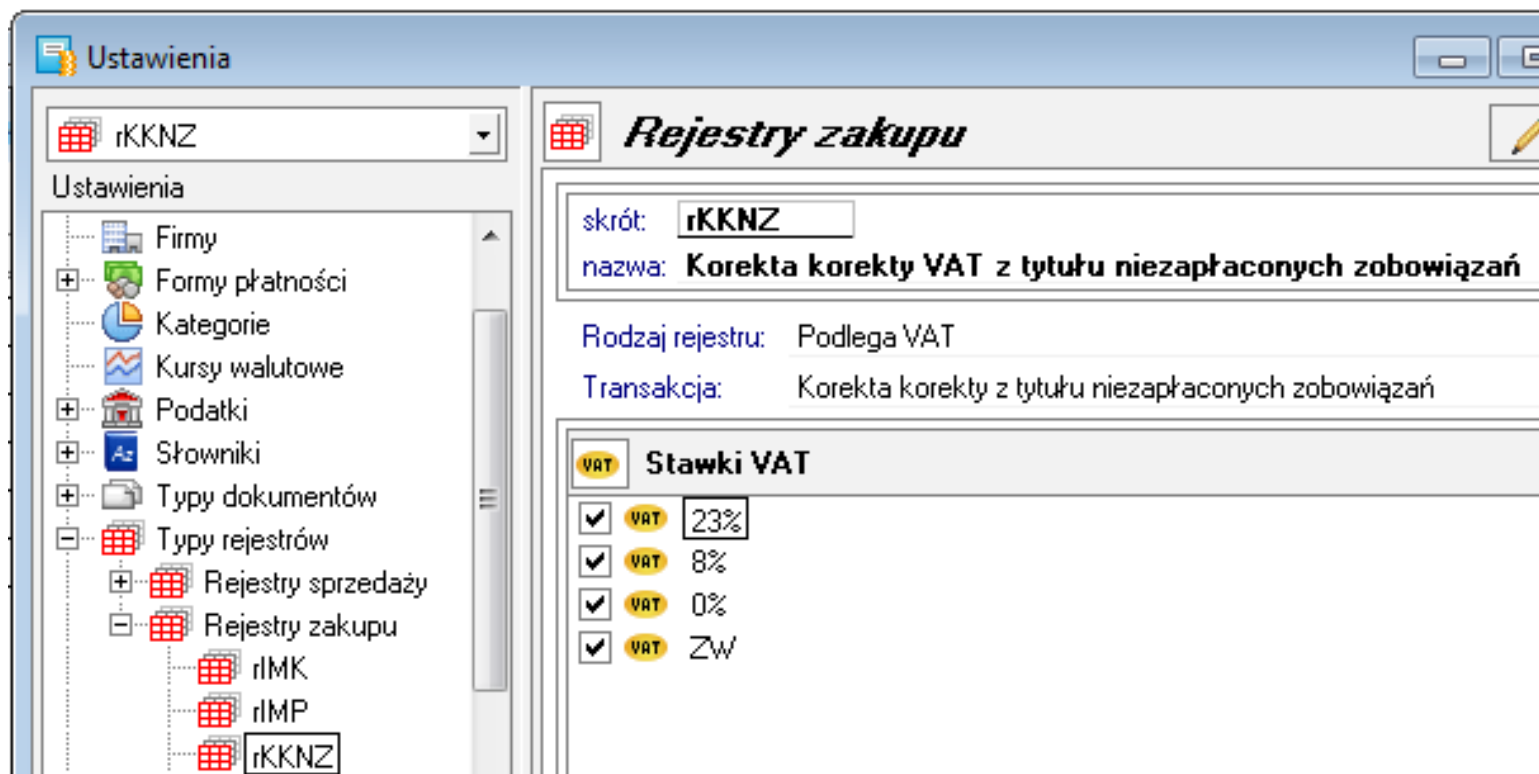 Ustawienia
rKKNZ
Ustawienia
Firmy
Formy płatności
Kategorie
Kursy walutowe
Podatki
Az Słowniki
Typy dokumentów
Typy rejestrów
Rejestry sprzedaży
Rejestry zakupu
rIMK
rIMP
rKKNZ
Rejestry zakupu
skrót: rKKNZ
nazwa: Korekta korekty VAT z tytułu niezapłaconych zobowiązań
Rodzaj rejestru: Podlega VAT
Transakcja: Korekta korekty z tytułu niezapłaconych zobowiązań
VAT Stawki VAT
VAT 23%
VAT 8%
VAT 0%
VAT ZW